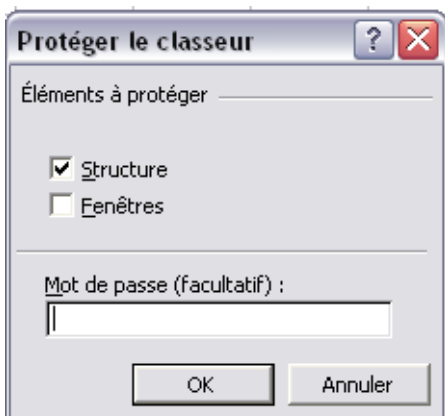 Protéger le classeur
Éléments à protéger
Structure
Fenêtres
Mot de passe (facultatif) :
OK Annuler